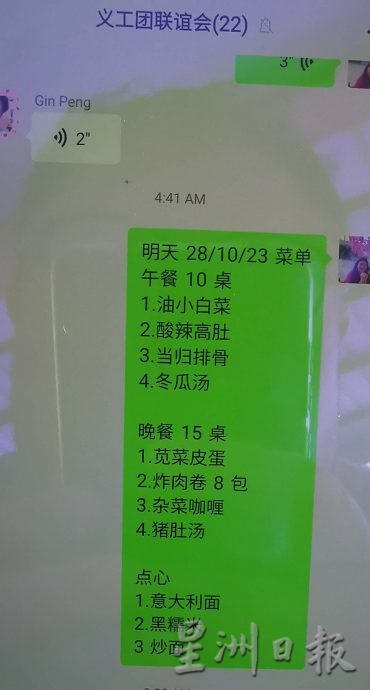 义工团联谊会(22)
3"
Gin Peng
2"
4:41 AM
明天 28/10/23 菜单
午餐 10 桌
1.油小白菜
2.酸辣高肚
3.当归排骨
4.冬瓜汤
晚餐 15 桌
1.苋菜皮蛋
2.炸肉卷 8 包
3.杂菜咖喱
4.猪肚汤
点心
1.意大利面
2.黑糯米
3 炒面
星洲日報